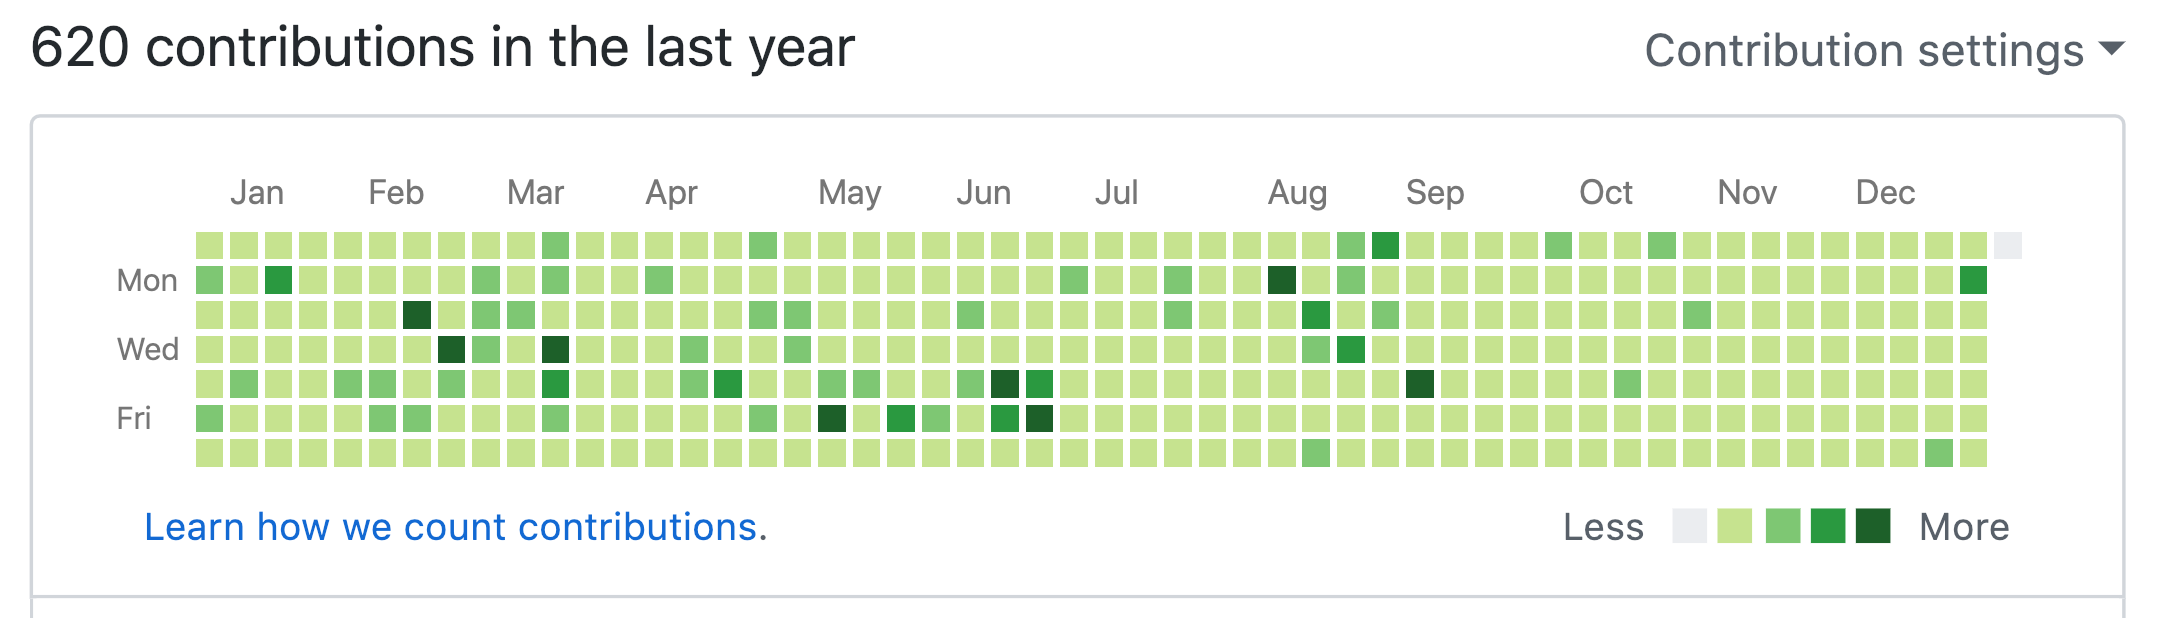 620 contributions in the last year
Contribution settings
Jan Feb Mar Apr May Jun Jul Aug Sep Oct Nov Dec
Mon
Wed
Fri
Learn how we count contributions.
Less More